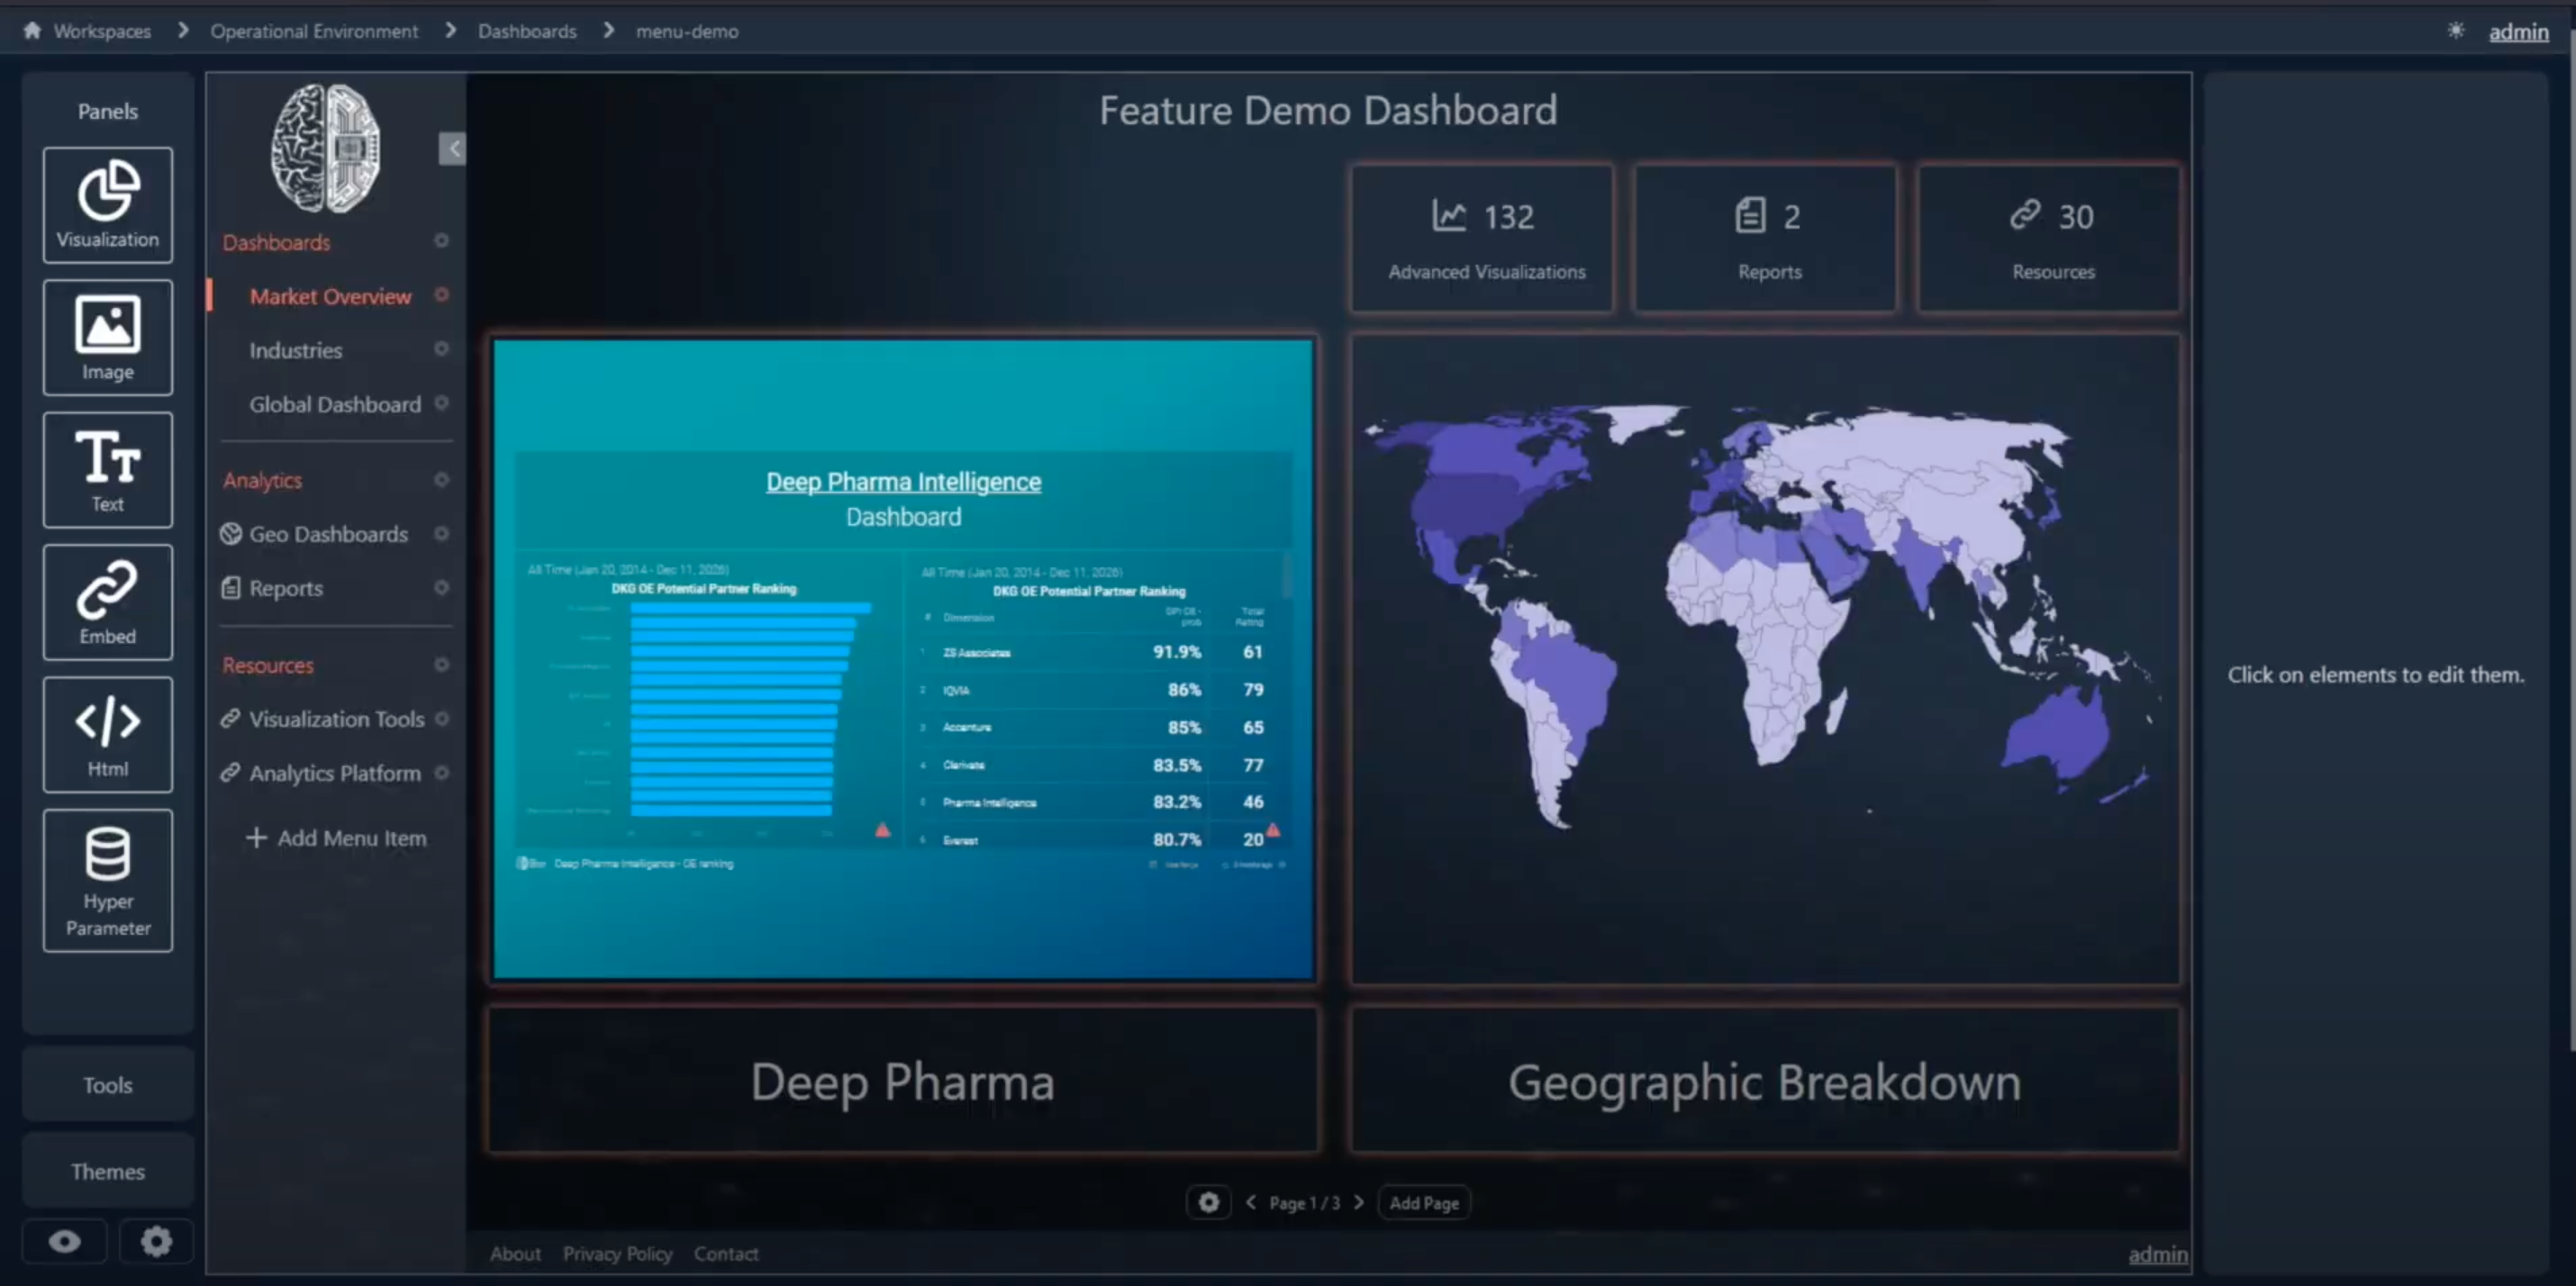 Workspaces
Operational Environment
Dashboards
menu-demo
admin
Panels
Visualization
Image
Text
Embed
Html
Hyper
Parameter
Tools
Themes
Dashboards
Market Overview
Industries
Global Dashboard
Analytics
Geo Dashboards
Reports
Resources
Visualization Tools
Analytics Platform
Add Menu Item
Feature Demo Dashboard
132
Advanced Visualizations
2
Reports
30
Resources
Deep Pharma Intelligence
Dashboard
All Time (Jan 20, 2014 - Dec 11, 2026)
DKG OE Potential Partner Ranking
All Time (Jan 20, 2014 - Dec 11, 2026)
DKG OE Potential Partner Ranking
# Dimension
Total
Rating
1 ZS Associates 91.9% 61
2 IQVIA 86% 79
3 Accenture 85% 65
4 Clarivate 83.5% 77
5 Pharma Intelligence 83.2% 46
6 Everest 80.7% 20
Deep Pharma Intelligence - OE ranking
Deep Pharma
Geographic Breakdown
Page 1 / 3
Add Page
About
Privacy Policy
Contact
admin
Click on elements to edit them.